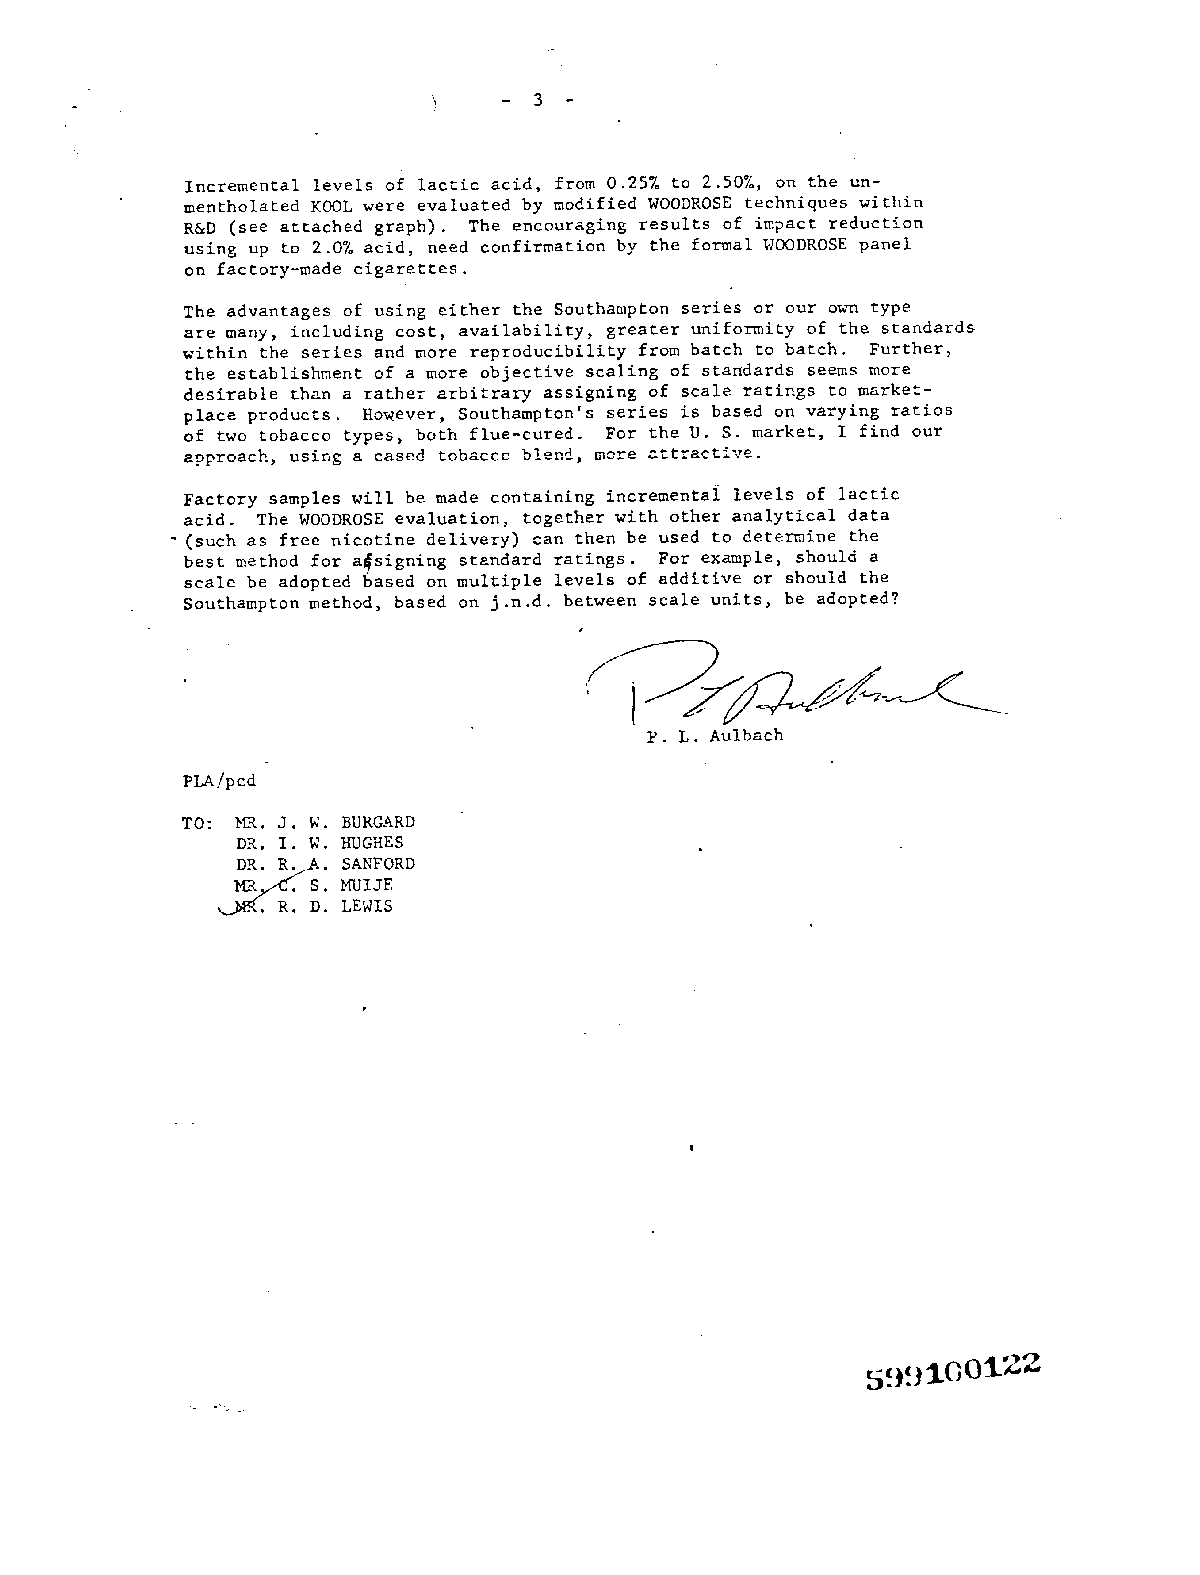 - 3 -
Incremental levels of lactic acid, from 0.25% to 2.50%, on the un-
mentholated KOOL were evaluated by modified WOODROSE techniques within
R&D (see attached graph). The encouraging results of impact reduction
using up to 2.0% acid, need confirmation by the formal WOODROSE panel
on factory-made cigarettes.
The advantages of using either the Southampton series or our own type
are many, including cost, availability, greater uniformity of the standards
within the series and more reproducibility from batch to batch. Further,
the establishment of a more objective scaling of standards seems more
desirable than a rather arbitrary assigning of scale ratings to market-
place products. However, Southampton's series is based on varying ratios
of two tobacco types, both flue-cured. For the U. S. market, I find our
approach, using a cased tobacco blend, more attractive.
Factory samples will be made containing incremental levels of lactic
acid. The WOODROSE evaluation, together with other analytical data
(such as free nicotine delivery) can then be used to determine the
best method for assigning standard ratings. For example, should a
scale be adopted based on multiple levels of additive or should the
Southampton method, based on j.n.d. between scale units, be adopted?
P L Aulbach
P. L. Aulbach
PLA/pcd
TO: MR. J. W. BURGARD
DR. I. W. HUGHES
DR. R. A. SANFORD
MR. C. S. MUIJE
MR. R. D. LEWIS
599100122